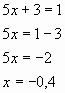 5x + 3 = 1
5x = 1 − 3
5x = −2
x = −0,4